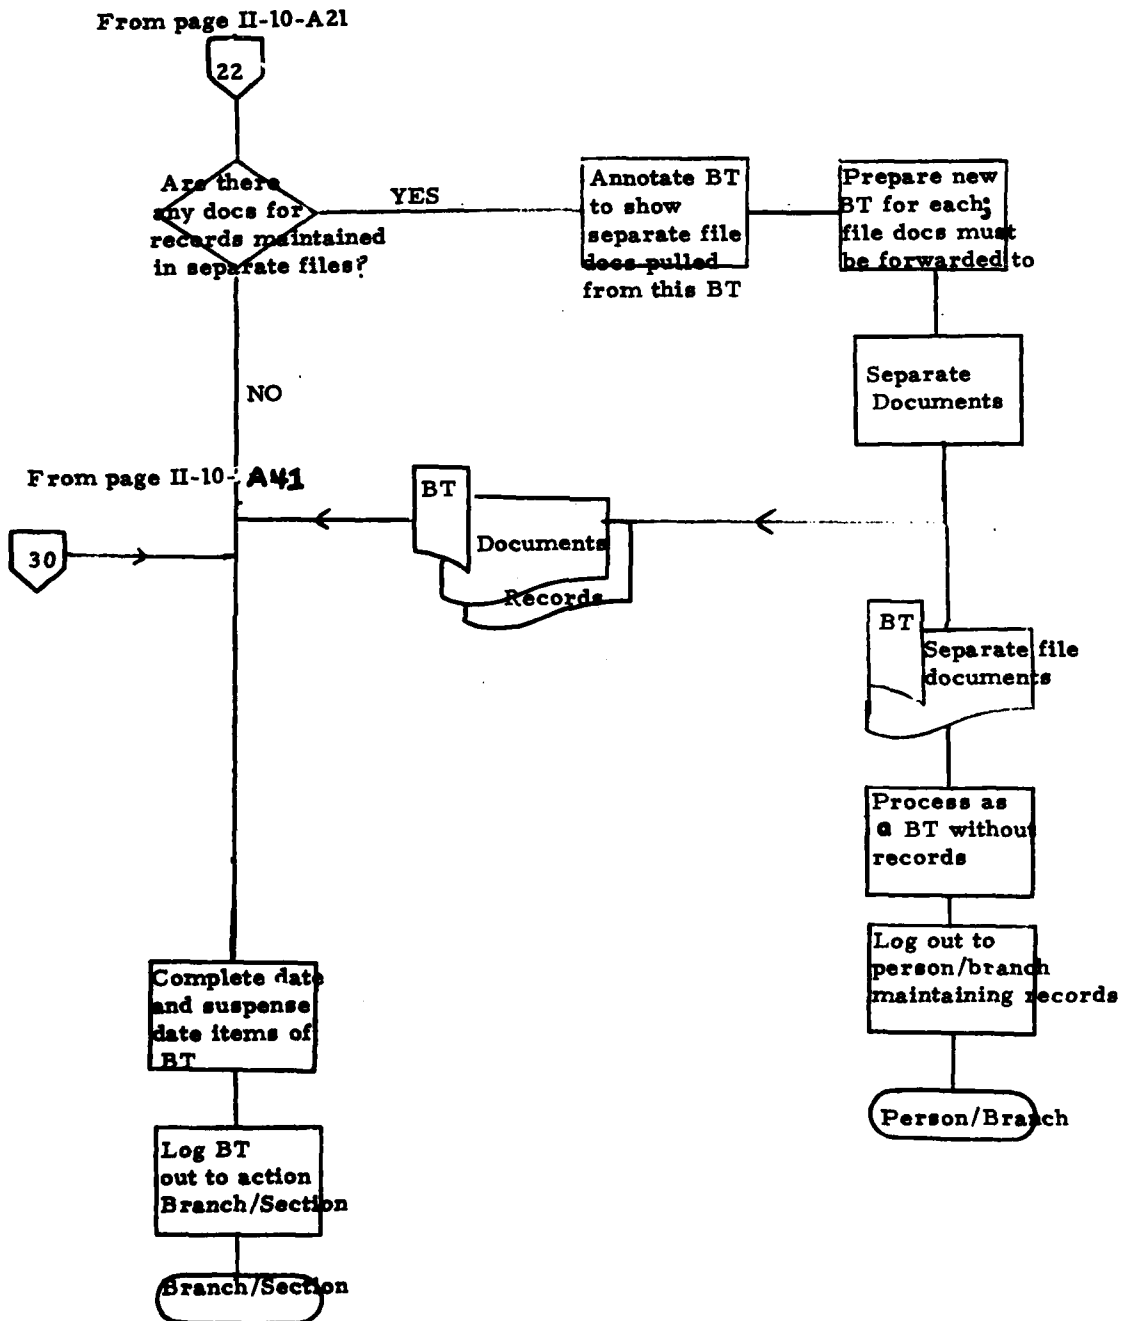 From page II-10-A21
22
Are there
any docs for
records maintained
in separate files?
YES
Annotate BT
to show
separate file
docs pulled
from this BT
Prepare new
BT for each;
file docs must
be forwarded to
Separate
Documents
NO
From page II-10-A41
30
BT
Documents
Records
BT
Separate file
documents
Process as
a BT without
records
Log out to
person/branch
maintaining records
Person/Branch
Complete date
and suspense
date items of
BT
Log BT
out to action
Branch/Section
Branch/Section